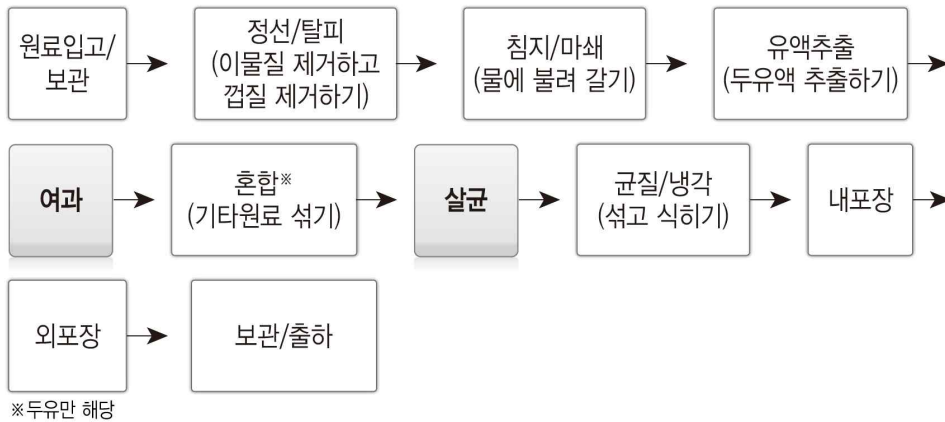 원료입고/
보관
정선/탈피
(이물질 제거하고
껍질 제거하기)
침지/마쇄
(물에 불려 갈기)
유액추출
(두유액 추출하기)
여과
혼합※
(기타원료 섞기)
살균
균질/냉각
(섞고 식히기)
내포장
외포장
보관/출하
※두유만 해당